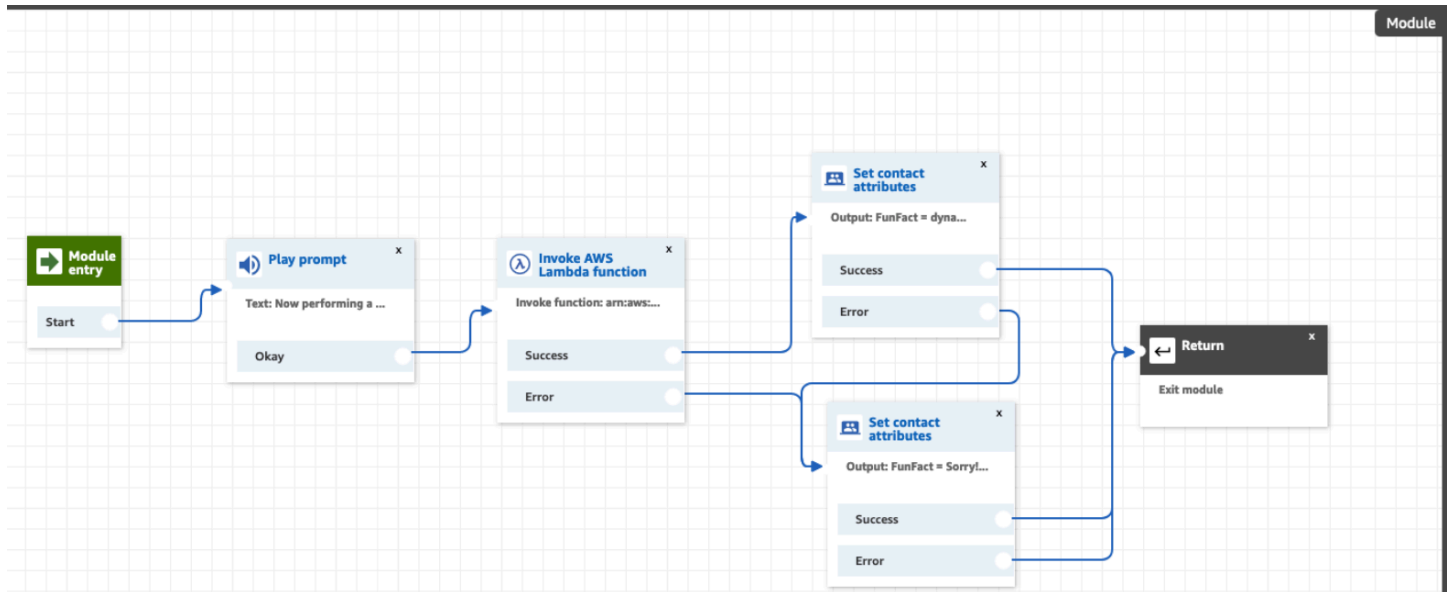 Module
Module
entry
Start
x
Play prompt
Text: Now performing a ...
Okay
x
Invoke AWS
Lambda function
Invoke function: arn:aws:...
Success
Error
x
Set contact
attributes
Output: FunFact = dyna...
Success
Error
x
Set contact
attributes
Output: FunFact = Sorry!...
Success
Error
x
Return
Exit module